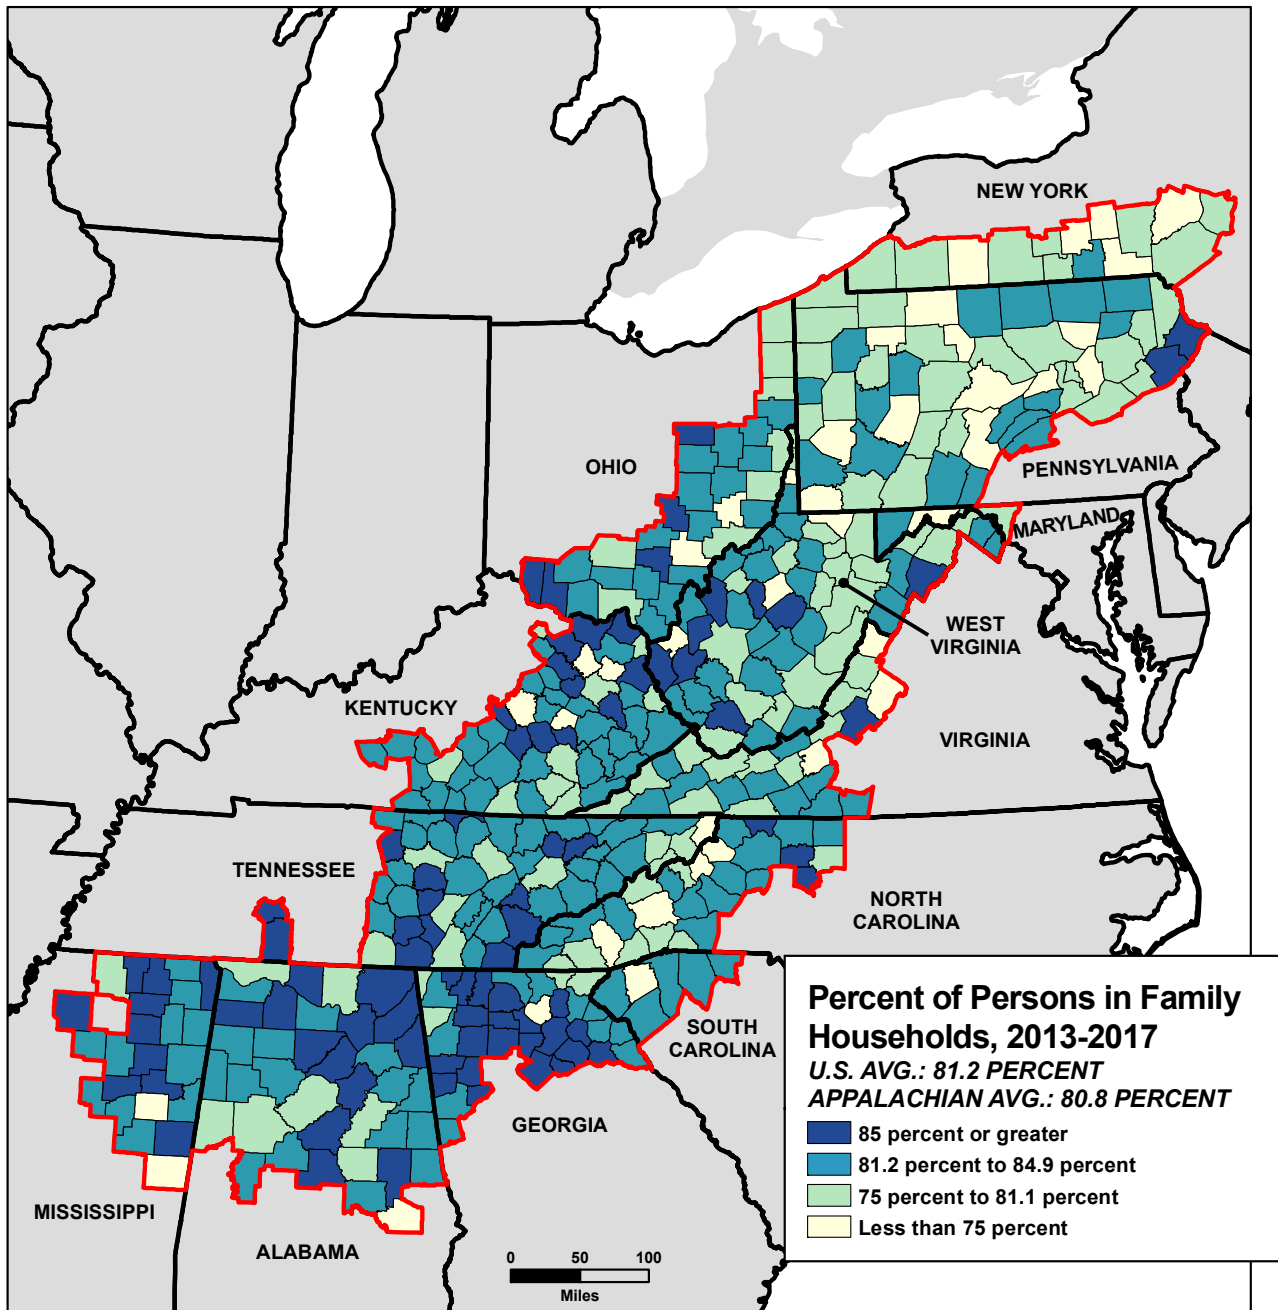 NEW YORK
OHIO
PENNSYLVANIA
MARYLAND
WEST
VIRGINIA
KENTUCKY
VIRGINIA
TENNESSEE
NORTH
CAROLINA
SOUTH
CAROLINA
GEORGIA
MISSISSIPPI
ALABAMA
Percent of Persons in Family
Households, 2013-2017
U.S. AVG.: 81.2 PERCENT
APPALACHIAN AVG.: 80.8 PERCENT
85 percent or greater
81.2 percent to 84.9 percent
75 percent to 81.1 percent
Less than 75 percent
0 50 100
Miles